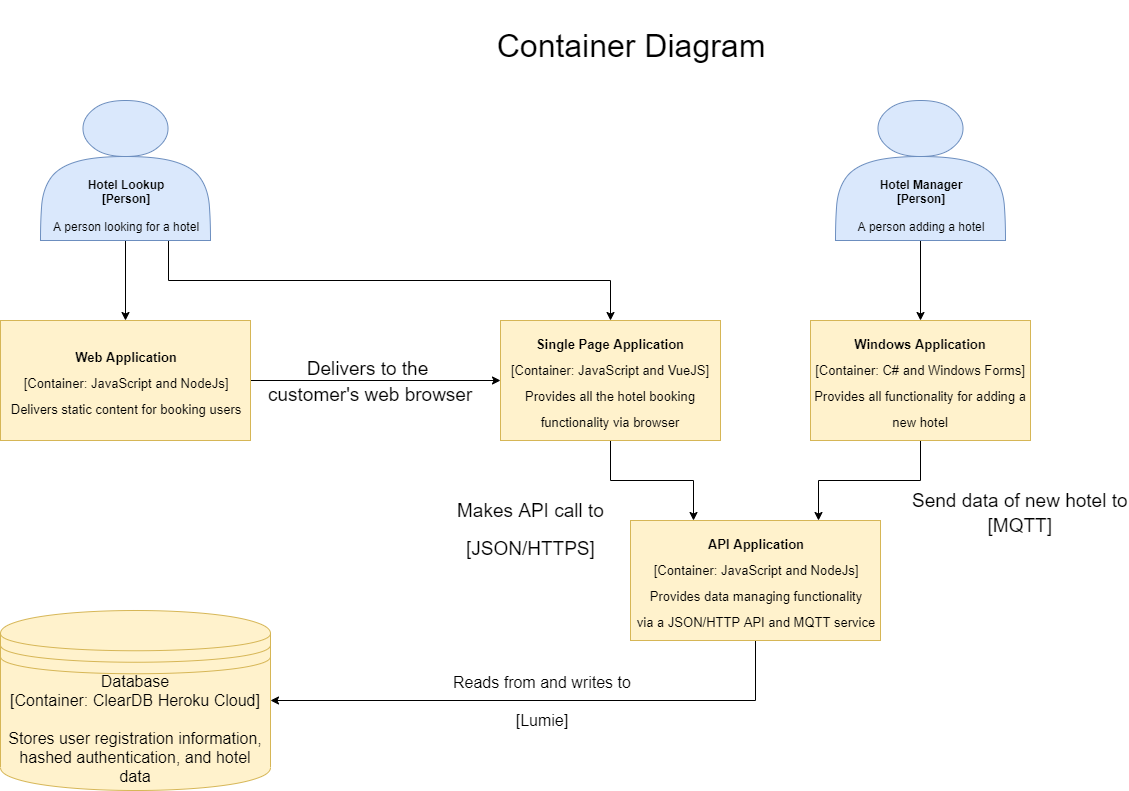 Container Diagram
Hotel Lookup
[Person]
A person looking for a hotel
Hotel Manager
[Person]
A person adding a hotel
Web Application
[Container: JavaScript and NodeJs]
Delivers static content for booking users
Delivers to the
customer's web browser
Single Page Application
[Container: JavaScript and VueJS]
Provides all the hotel booking
functionality via browser
Windows Application
[Container: C# and Windows Forms]
Provides all functionality for adding a
new hotel
Makes API call to
[JSON/HTTPS]
Send data of new hotel to
[MQTT]
API Application
[Container: JavaScript and NodeJs]
Provides data managing functionality
via a JSON/HTTP API and MQTT service
Reads from and writes to
[Lumie]
Database
[Container: ClearDB Heroku Cloud]
Stores user registration information,
hashed authentication, and hotel
data